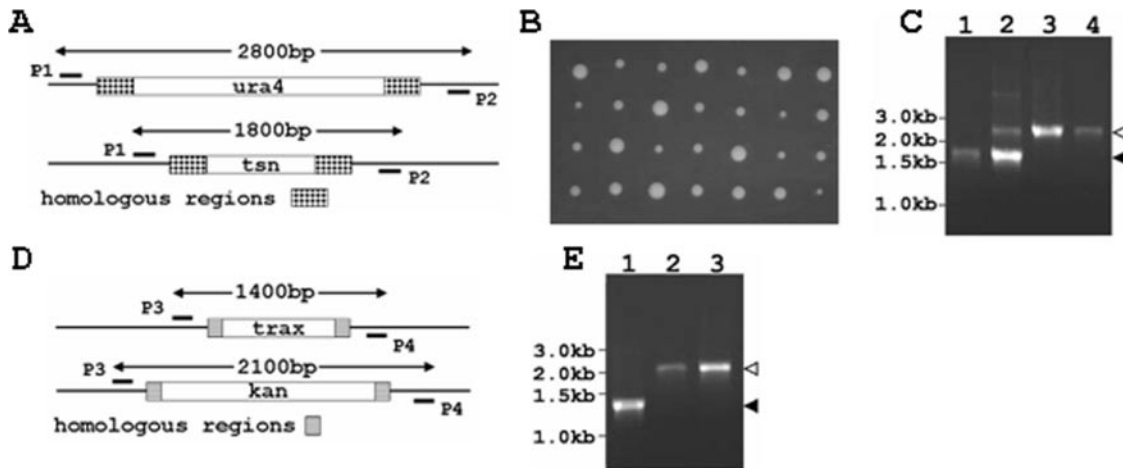 A
2800bp
P1
ura4
P2
1800bp
P1
tsn
P2
homologous regions
B
C
1 2 3 4
3.0kb
2.0kb
1.5kb
1.0kb
D
1400bp
P3
trax
P4
2100bp
P3
kan
P4
homologous regions
E
1 2 3
3.0kb
2.0kb
1.5kb
1.0kb